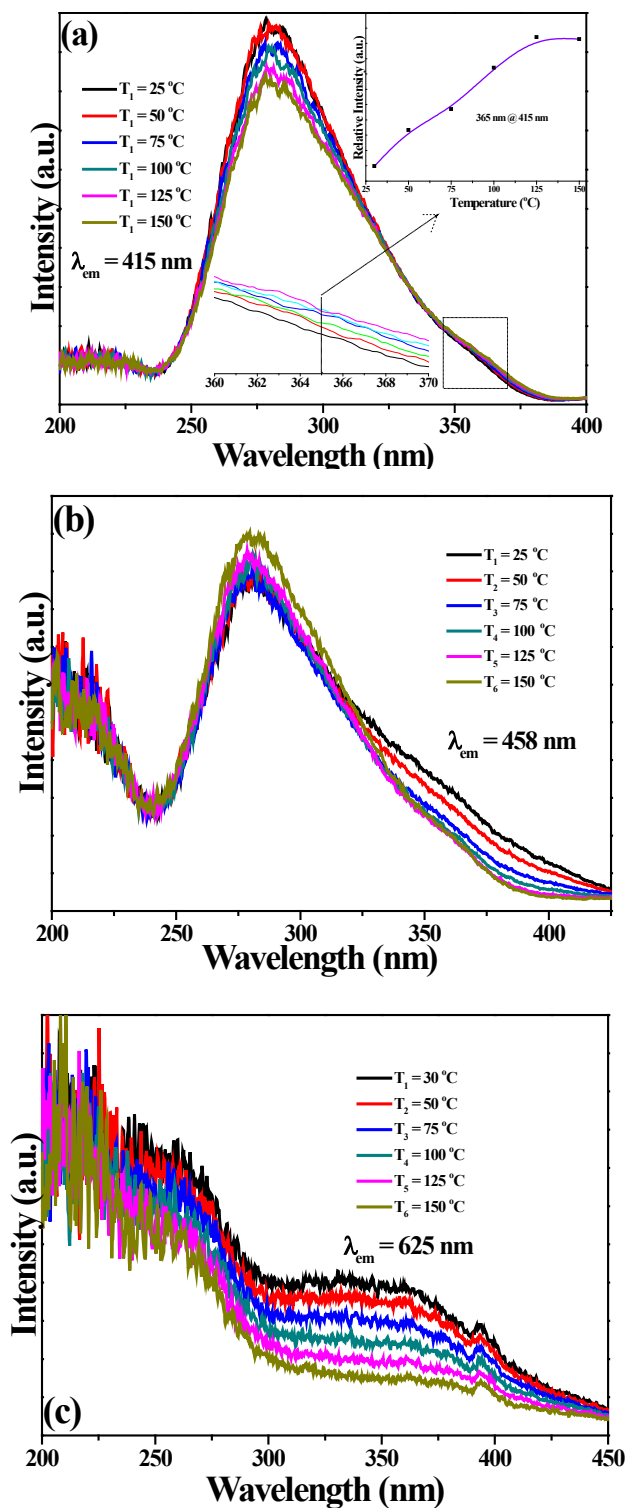 (a)
T1 = 25 °C
T1 = 50 °C
T1 = 75 °C
T1 = 100 °C
T1 = 125 °C
T1 = 150 °C
λem = 415 nm
Intensity (a.u.)
Relative Intensity (a.u.)
365 nm @ 415 nm
25 50 75 100 125 150
Temperature (°C)
360 362 364 366 368 370
200 250 300 350 400
Wavelength (nm)
(b)
T1 = 25 °C
T2 = 50 °C
T3 = 75 °C
T4 = 100 °C
T5 = 125 °C
T6 = 150 °C
λem = 458 nm
Intensity (a.u.)
200 250 300 350 400
Wavelength (nm)
T1 = 30 °C
T2 = 50 °C
T3 = 75 °C
T4 = 100 °C
T5 = 125 °C
T6 = 150 °C
λem = 625 nm
Intensity (a.u.)
(c)
200 250 300 350 400 450
Wavelength (nm)